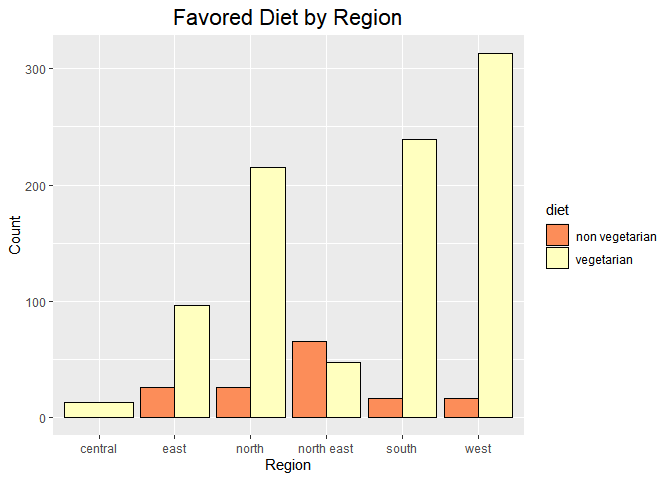 Favored Diet by Region
Count
300
200
100
0
central east north north east south west
Region
diet
non vegetarian
vegetarian